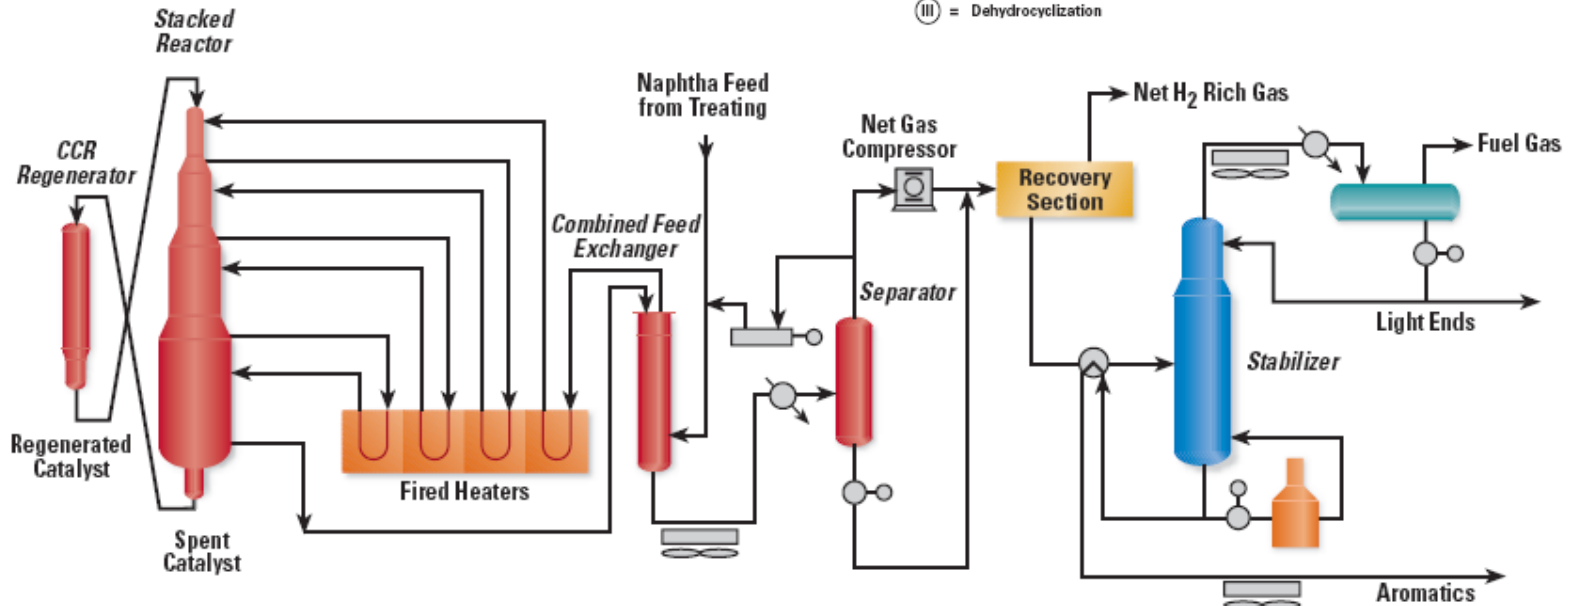 (III) = Dehydrocyclization
Stacked
Reactor
Naphtha Feed
from Treating
Net H2 Rich Gas
Net Gas
Compressor
Fuel Gas
CCR
Regenerator
Recovery
Section
Combined Feed
Exchanger
Separator
Light Ends
Stabilizer
Regenerated
Catalyst
Fired Heaters
Spent
Catalyst
Aromatics